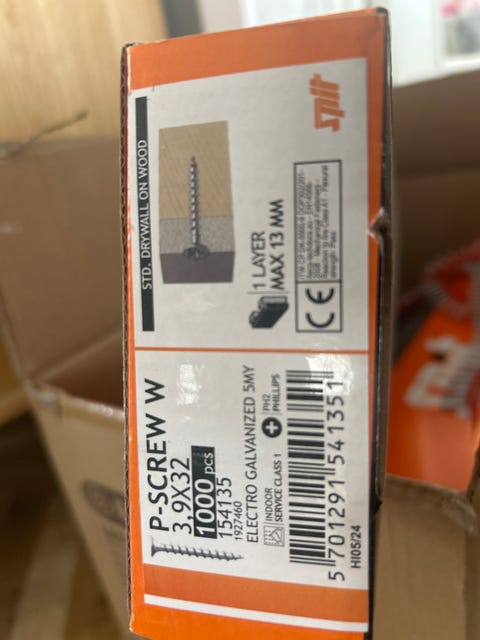 P-SCREW W
3,9X32
1000 pcs
154135
1927460
ELECTRO GALVANIZED 5MY
INDOOR
SERVICE CLASS 1
PH2
PHILLIPS
5 701291 541351
HI05/24
STD. DRYWALL ON WOOD
1 LAYER
MAX 13 MM
CE
spit